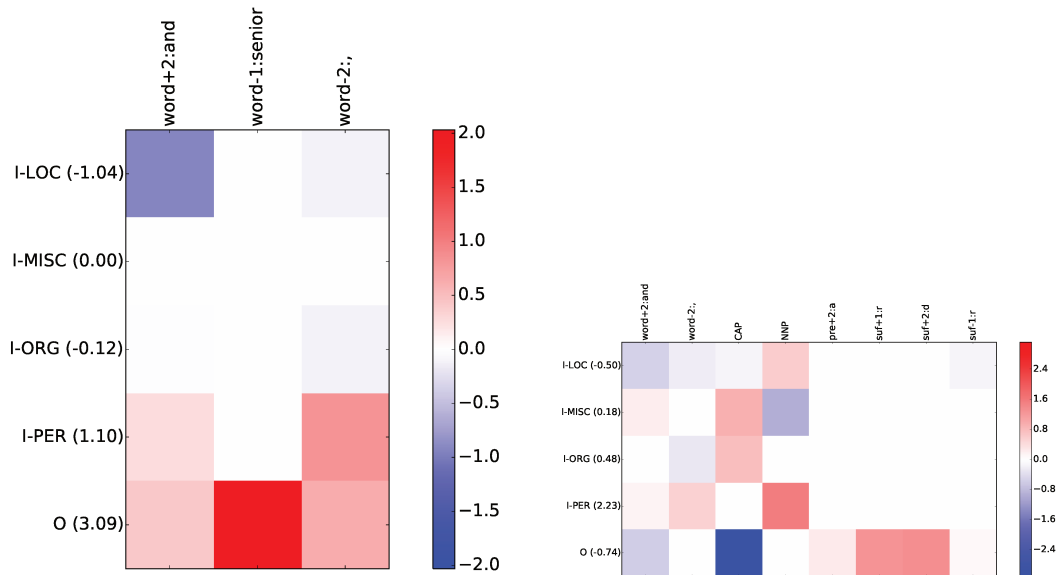 word+2:and
word-1:senior
word-2:,
I-LOC (-1.04)
I-MISC (0.00)
I-ORG (-0.12)
I-PER (1.10)
O (3.09)
2.0
1.5
1.0
0.5
0.0
−0.5
−1.0
−1.5
−2.0
word+2:and
word-2:,
CAP
NNP
pre+2:a
suf+1:r
suf+2:d
suf-1:r
I-LOC (-0.50)
I-MISC (0.18)
I-ORG (0.48)
I-PER (2.23)
O (-0.74)
2.4
1.6
0.8
0.0
−0.8
−1.6
−2.4